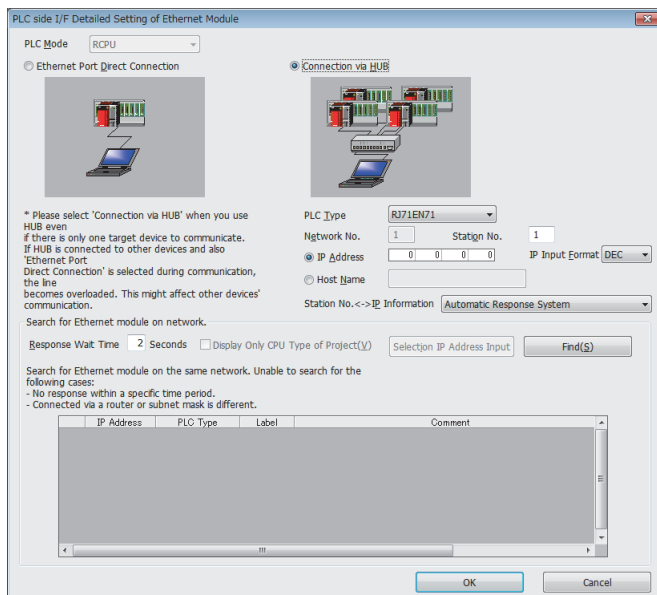 PLC side I/F Detailed Setting of Ethernet Module
PLC Mode
RCPU
Ethernet Port Direct Connection
Connection via HUB
* Please select 'Connection via HUB' when you use
HUB even
if there is only one target device to communicate.
If HUB is connected to other devices and also
'Ethernet Port
Direct Connection' is selected during communication,
the line
becomes overloaded. This might affect other devices'
communication.
PLC Type
RJ71EN71
Network No.
1
Station No.
1
IP Address
0 0 0 0
IP Input Format
DEC
Host Name
Station No.<->IP Information
Automatic Response System
Search for Ethernet module on network.
Response Wait Time
2
Seconds
Display Only CPU Type of Project(V)
Selection IP Address Input
Find(S)
Search for Ethernet module on the same network. Unable to search for the
following cases:
- No response within a specific time period.
- Connected via a router or subnet mask is different.
IP Address PLC Type Label Comment
OK
Cancel